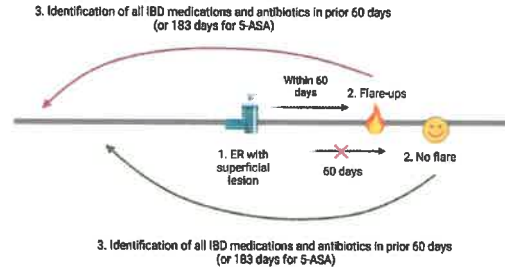 3. Identification of all IBD medications and antibiotics in prior 60 days
(or 183 days for 5-ASA)
Within 60
days
2. Flare-ups
1. ER with
superficial
lesion
60 days
2. No flare
3. Identification of all IBD medications and antibiotics in prior 60 days
(or 183 days for 5-ASA)